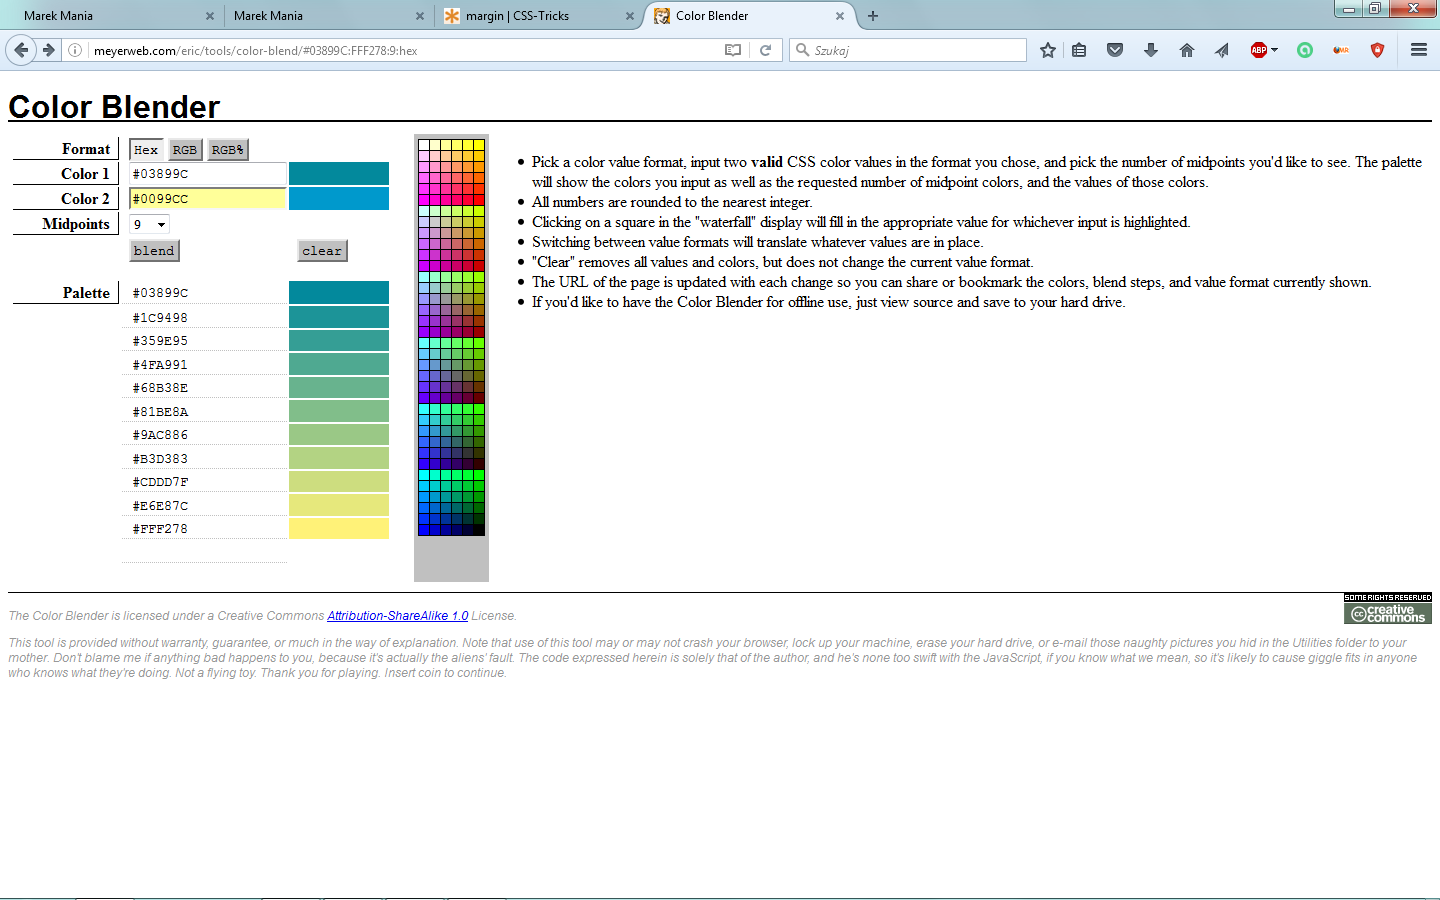 Marek Mania
Marek Mania
margin | CSS-Tricks
Color Blender
meyerweb.com/eric/tools/color-blend/#03899C:FFF278:9:hex
Szukaj
ABP
Color Blender
Format Hex RGB RGB%
Color 1 #03899C
Color 2 #0099CC
Midpoints 9
blend clear
Palette #03899C
#1C9498
#359E95
#4FA991
#68B38E
#81BE8A
#9AC886
#B3D383
#CDDD7F
#E6E87C
#FFF278
Pick a color value format, input two valid CSS color values in the format you chose, and pick the number of midpoints you'd like to see. The palette
will show the colors you input as well as the requested number of midpoint colors, and the values of those colors.
All numbers are rounded to the nearest integer.
Clicking on a square in the "waterfall" display will fill in the appropriate value for whichever input is highlighted.
Switching between value formats will translate whatever values are in place.
"Clear" removes all values and colors, but does not change the current value format.
The URL of the page is updated with each change so you can share or bookmark the colors, blend steps, and value format currently shown.
If you'd like to have the Color Blender for offline use, just view source and save to your hard drive.
SOME RIGHTS RESERVED
cc creative
commons
The Color Blender is licensed under a Creative Commons Attribution-ShareAlike 1.0 License.
This tool is provided without warranty, guarantee, or much in the way of explanation. Note that use of this tool may or may not crash your browser, lock up your machine, erase your hard drive, or e-mail those naughty pictures you hid in the Utilities folder to your
mother. Don't blame me if anything bad happens to you, because it's actually the aliens' fault. The code expressed herein is solely that of the author, and he's none too swift with the JavaScript, if you know what we mean, so it's likely to cause giggle fits in anyone
who knows what they're doing. Not a flying toy. Thank you for playing. Insert coin to continue.